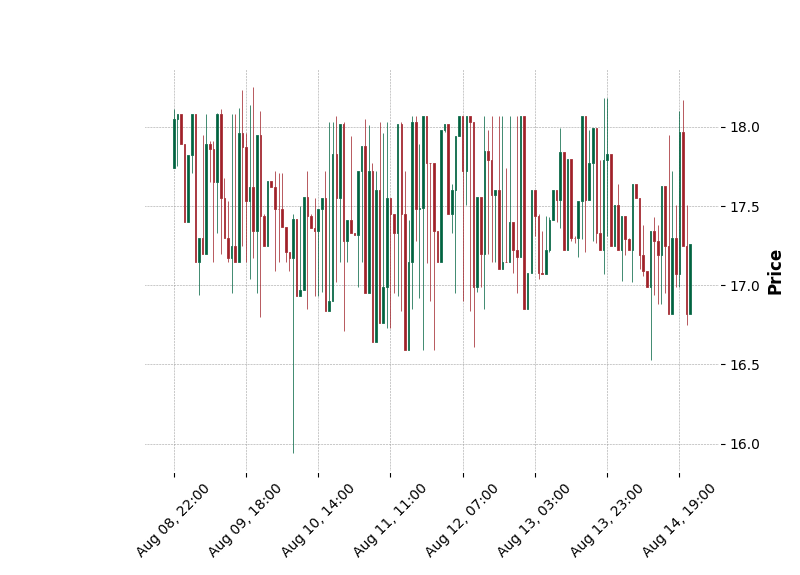 18.0
17.5
17.0
16.5
16.0
Price
Aug 08, 22:00
Aug 09, 18:00
Aug 10, 14:00
Aug 11, 11:00
Aug 12, 07:00
Aug 13, 03:00
Aug 13, 23:00
Aug 14, 19:00